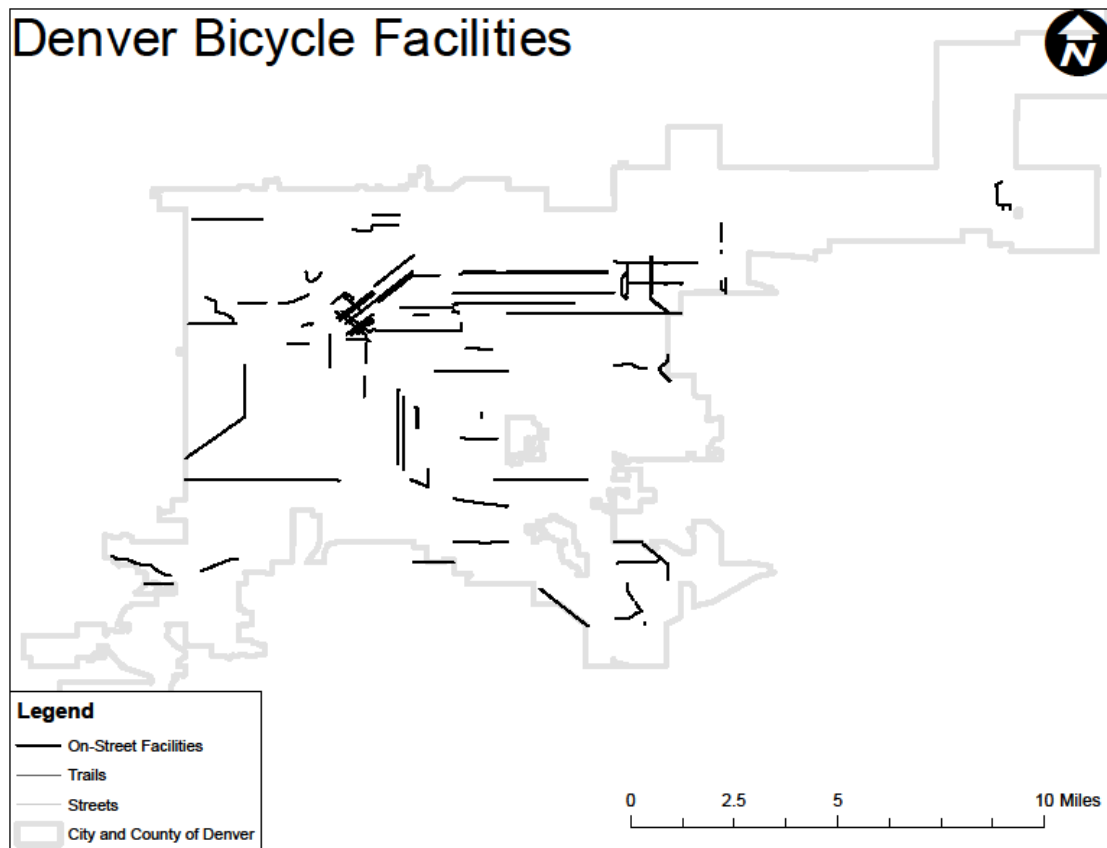 Denver Bicycle Facilities
N
Legend
On-Street Facilities
Trails
Streets
City and County of Denver
0 2.5 5 10 Miles